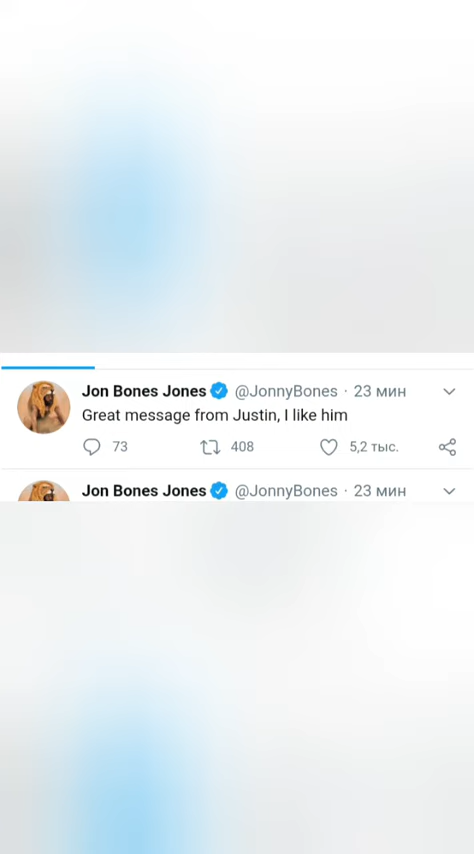 Jon Bones Jones @JonnyBones · 23 мин
Great message from Justin, I like him
73 408 5,2 тыс.
Jon Bones Jones @JonnyBones · 23 мин